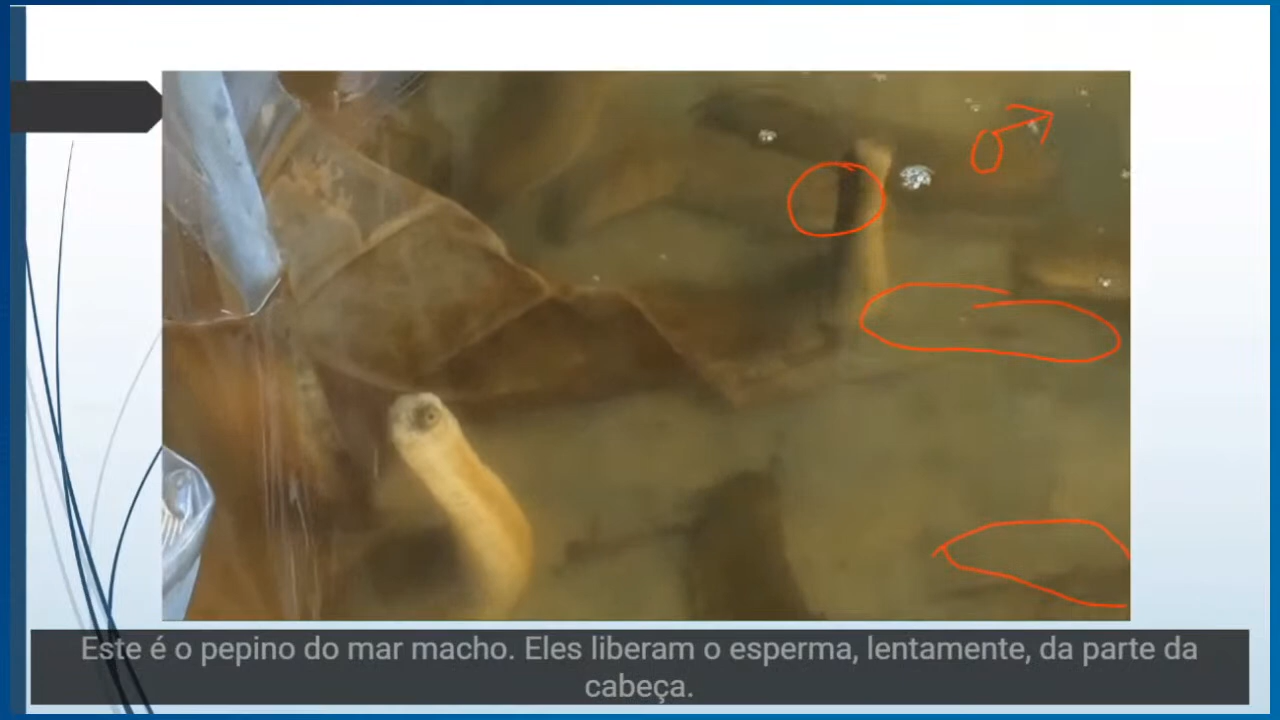 Este é o pepino do mar macho. Eles liberam o esperma, lentamente, da parte da
cabeça.